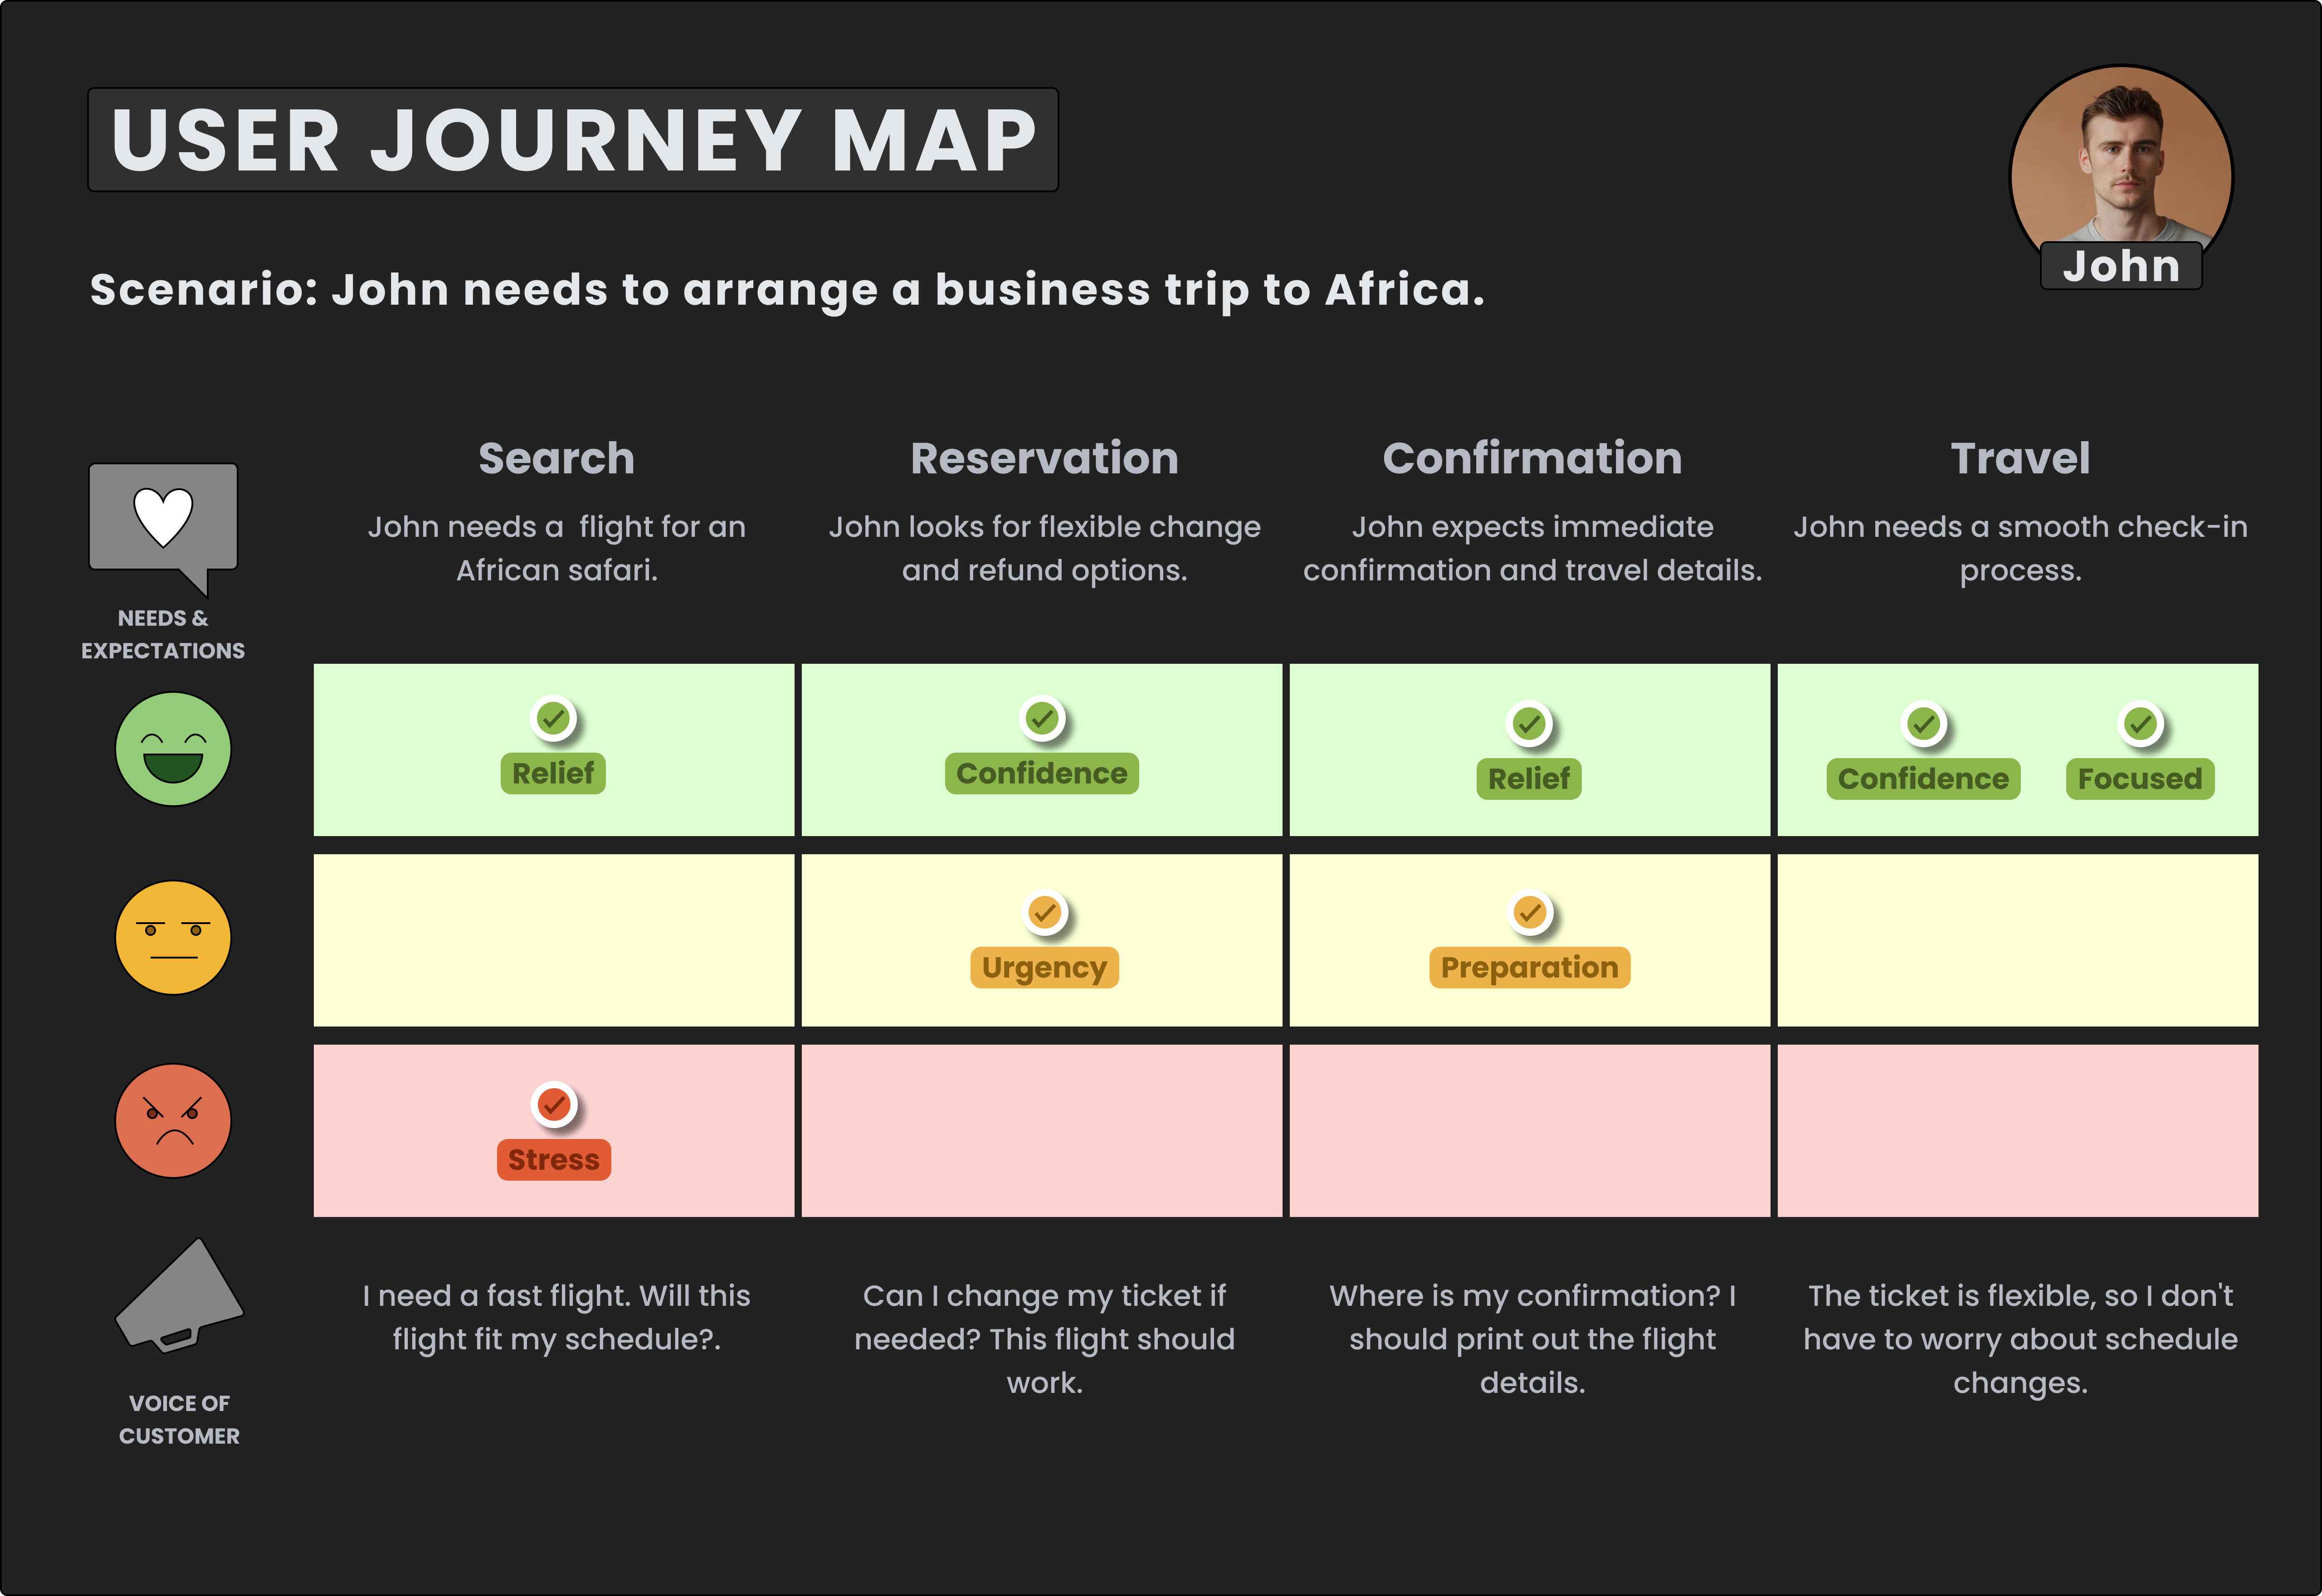 USER JOURNEY MAP
John
Scenario: John needs to arrange a business trip to Africa.
NEEDS &
EXPECTATIONS
Search
John needs a  flight for an
African safari.
Reservation
John looks for flexible change
and refund options.
Confirmation
John expects immediate
confirmation and travel details.
Travel
John needs a smooth check-in
process.
Relief
Confidence
Relief
Confidence
Focused
Urgency
Preparation
Stress
VOICE OF
CUSTOMER
I need a fast flight. Will this
flight fit my schedule?.
Can I change my ticket if
needed? This flight should
work.
Where is my confirmation? I
should print out the flight
details.
The ticket is flexible, so I don't
have to worry about schedule
changes.